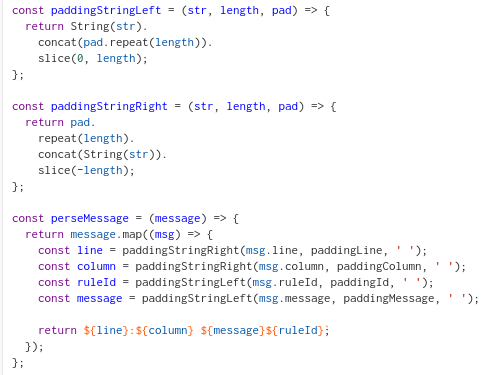 const paddingStringLeft = (str, length, pad) => {
  return String(str).
    concat(pad.repeat(length)).
    slice(0, length);
};

const paddingStringRight = (str, length, pad) => {
  return pad.
    repeat(length).
    concat(String(str)).
    slice(-length);
};

const perseMessage = (message) => {
  return message.map((msg) => {
    const line = paddingStringRight(msg.line, paddingLine, ' ');
    const column = paddingStringRight(msg.column, paddingColumn, ' ');
    const ruleId = paddingStringLeft(msg.ruleId, paddingId, ' ');
    const message = paddingStringLeft(msg.message, paddingMessage, ' ');

    return ${line}:${column} ${message}${ruleId};
  });
};